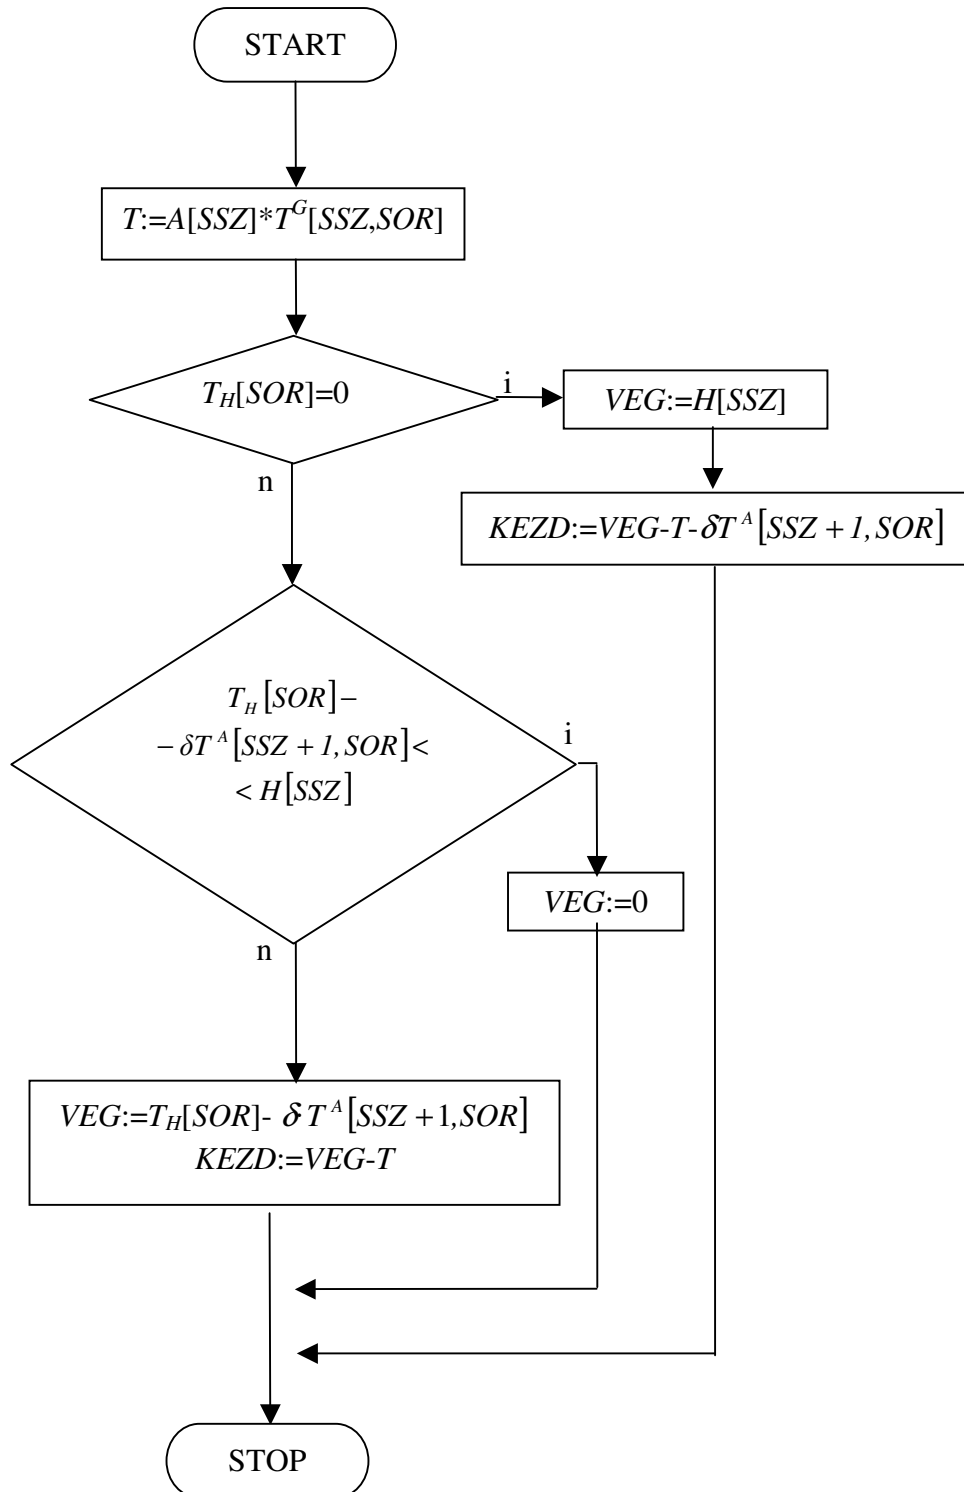 START
T:=A[SSZ]*T^G[SSZ,SOR]
T_H[SOR]=0
i
VEG:=H[SSZ]
n
KEZD:=VEG-T-δT^A[SSZ+1,SOR]
T_H[SOR]−
−δT^A[SSZ+1,SOR]<
<H[SSZ]
i
VEG:=0
n
VEG:=T_H[SOR]- δT^A[SSZ+1,SOR]
KEZD:=VEG-T
STOP